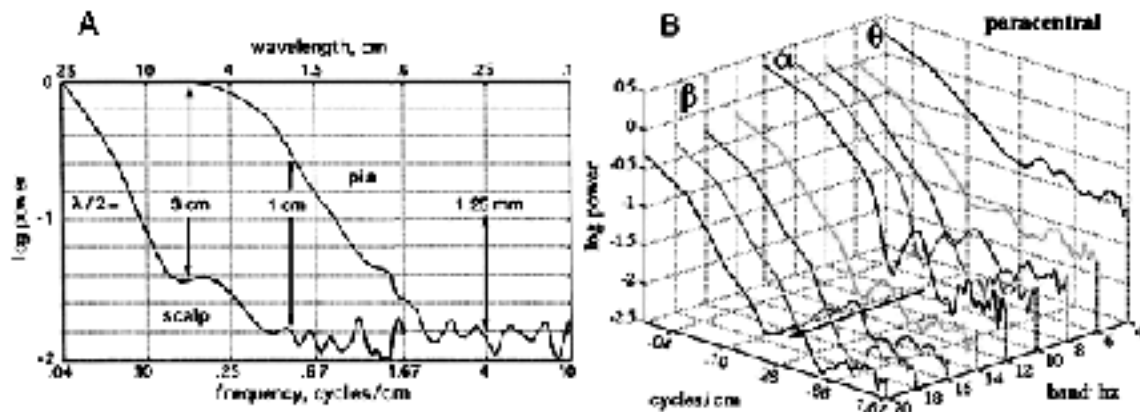 A
wavelength, cm
25 10 4 1.5 .6 .25 .1
0
-1
-2
log power
λ/2=
3 cm
1 cm
1.25 mm
pia
scalp
.04 .10 .25 .67 1.67 4 10
frequency, cycles/cm
B
paracentral
θ
α
β
0.5
0
-0.5
-1
-1.5
-2
-2.5
log power
cycles/cm
20 18 16 14 12 10 8 6
band hz